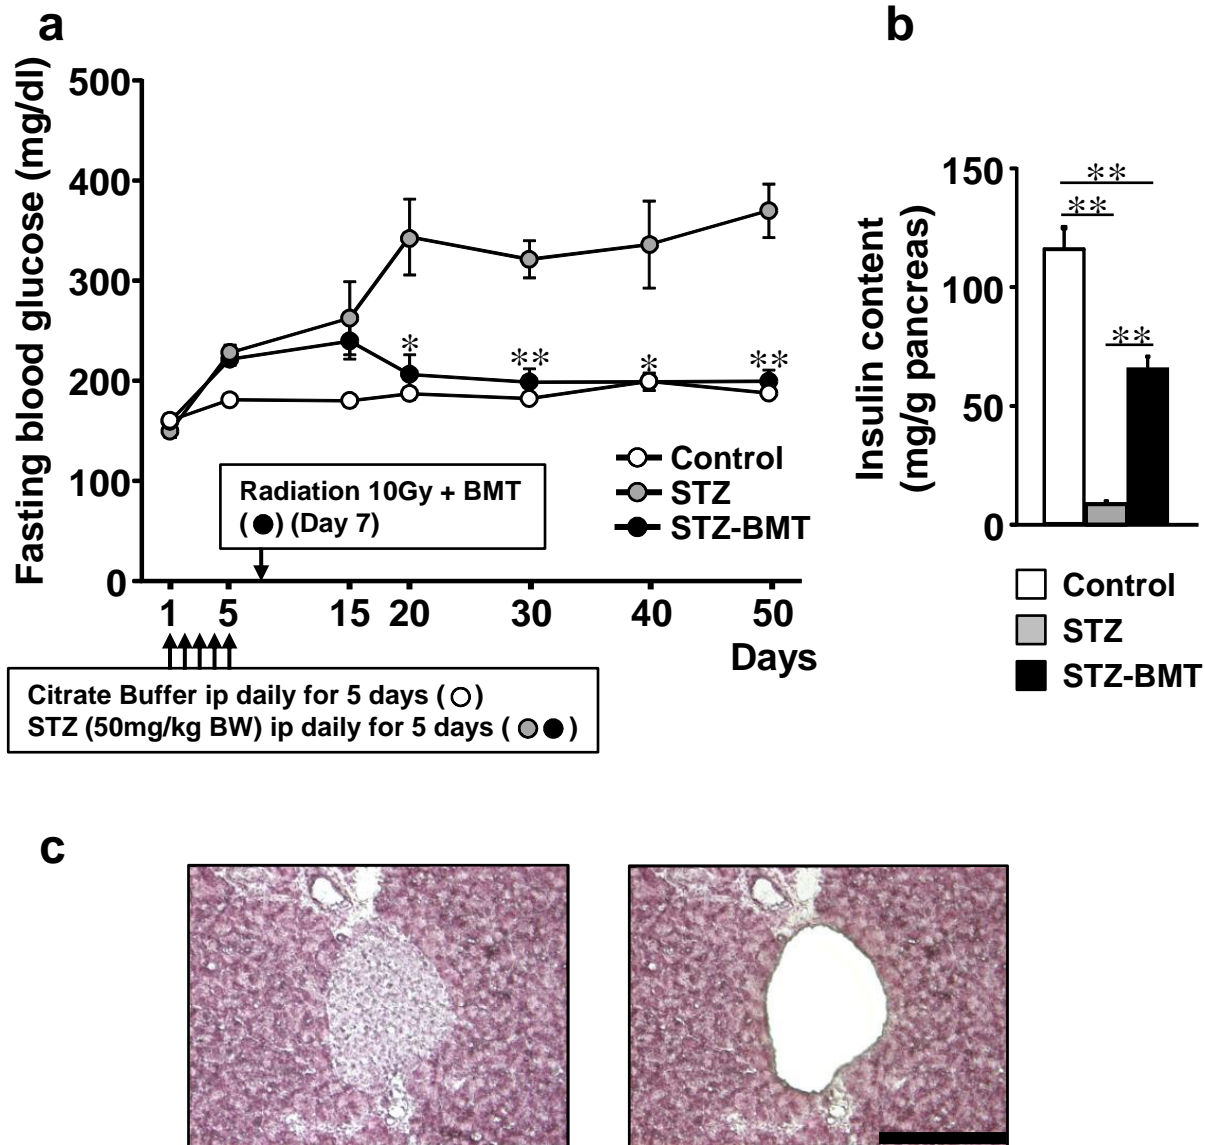 a
Fasting blood glucose (mg/dl)
500
400
300
200
100
0
*
**
*
**
Control
STZ
STZ-BMT
Radiation 10Gy + BMT
(●) (Day 7)
1 5 15 20 30 40 50
Days
Citrate Buffer ip daily for 5 days (○)
STZ (50mg/kg BW) ip daily for 5 days (●●)
b
Insulin content
(mg/g pancreas)
150
100
50
0
**
**
**
Control
STZ
STZ-BMT
c